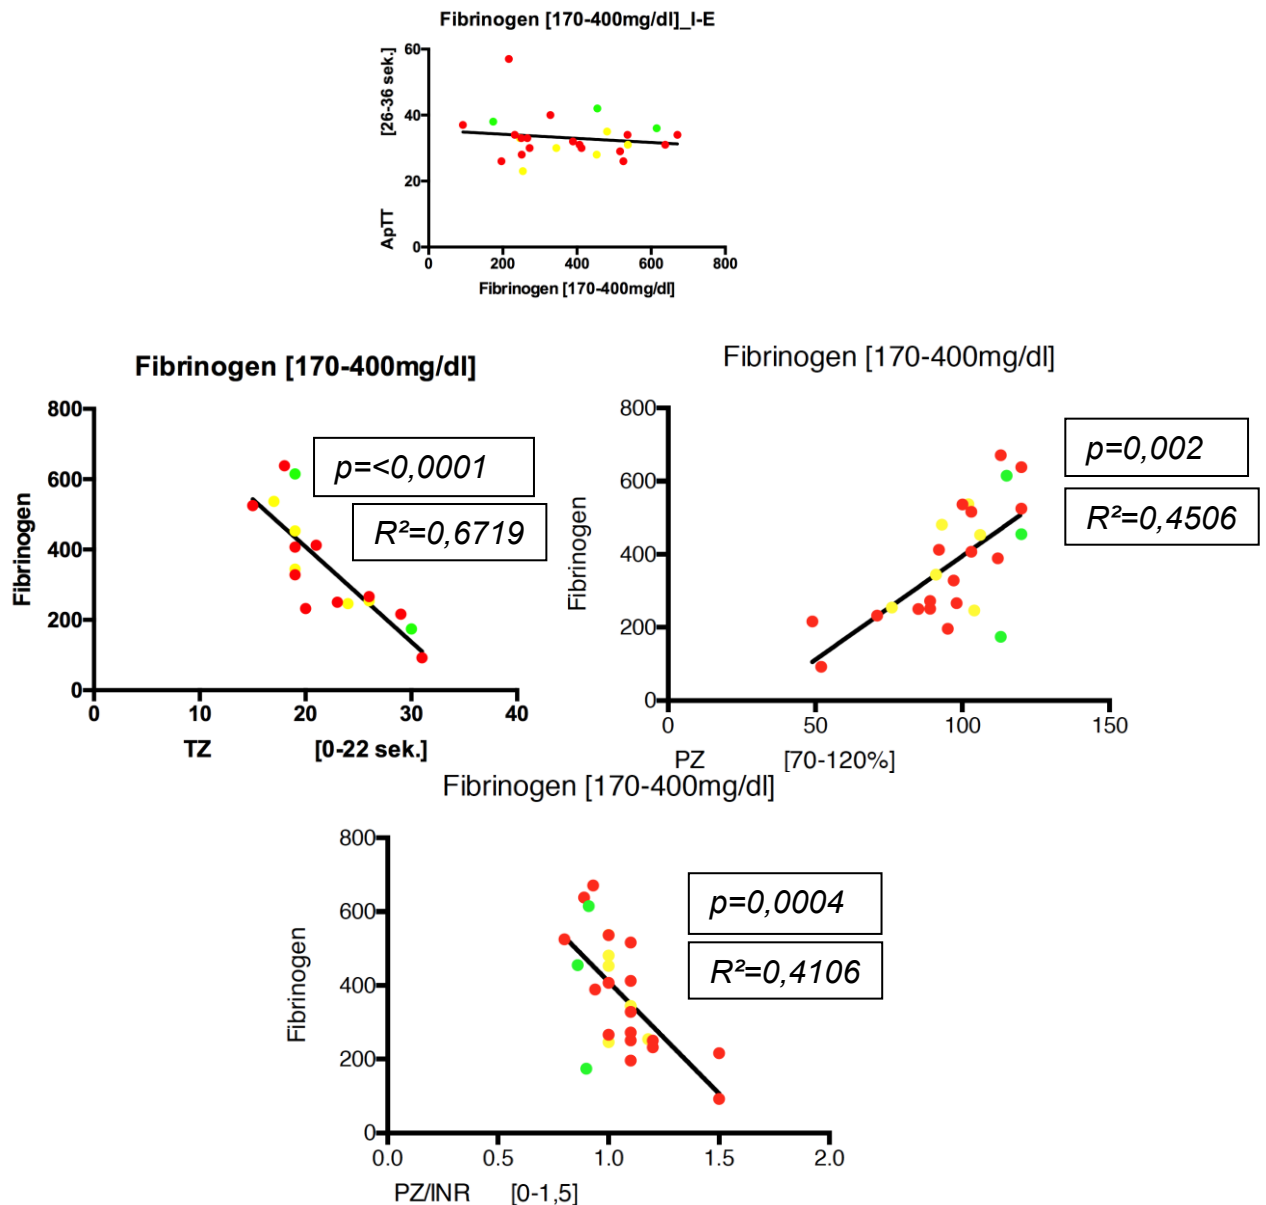 Fibrinogen [170-400mg/dl]_I-E
[26-36 sek.]
ApTT
60
40
20
0
0 200 400 600 800
Fibrinogen [170-400mg/dl]
Fibrinogen [170-400mg/dl]
Fibrinogen
800
600
400
200
0
0 10 20 30 40
TZ [0-22 sek.]
p=<0,0001
R²=0,6719
Fibrinogen [170-400mg/dl]
Fibrinogen
800
600
400
200
0
0 50 100 150
PZ [70-120%]
p=0,002
R²=0,4506
Fibrinogen [170-400mg/dl]
Fibrinogen
800
600
400
200
0
0.0 0.5 1.0 1.5 2.0
PZ/INR [0-1,5]
p=0,0004
R²=0,4106